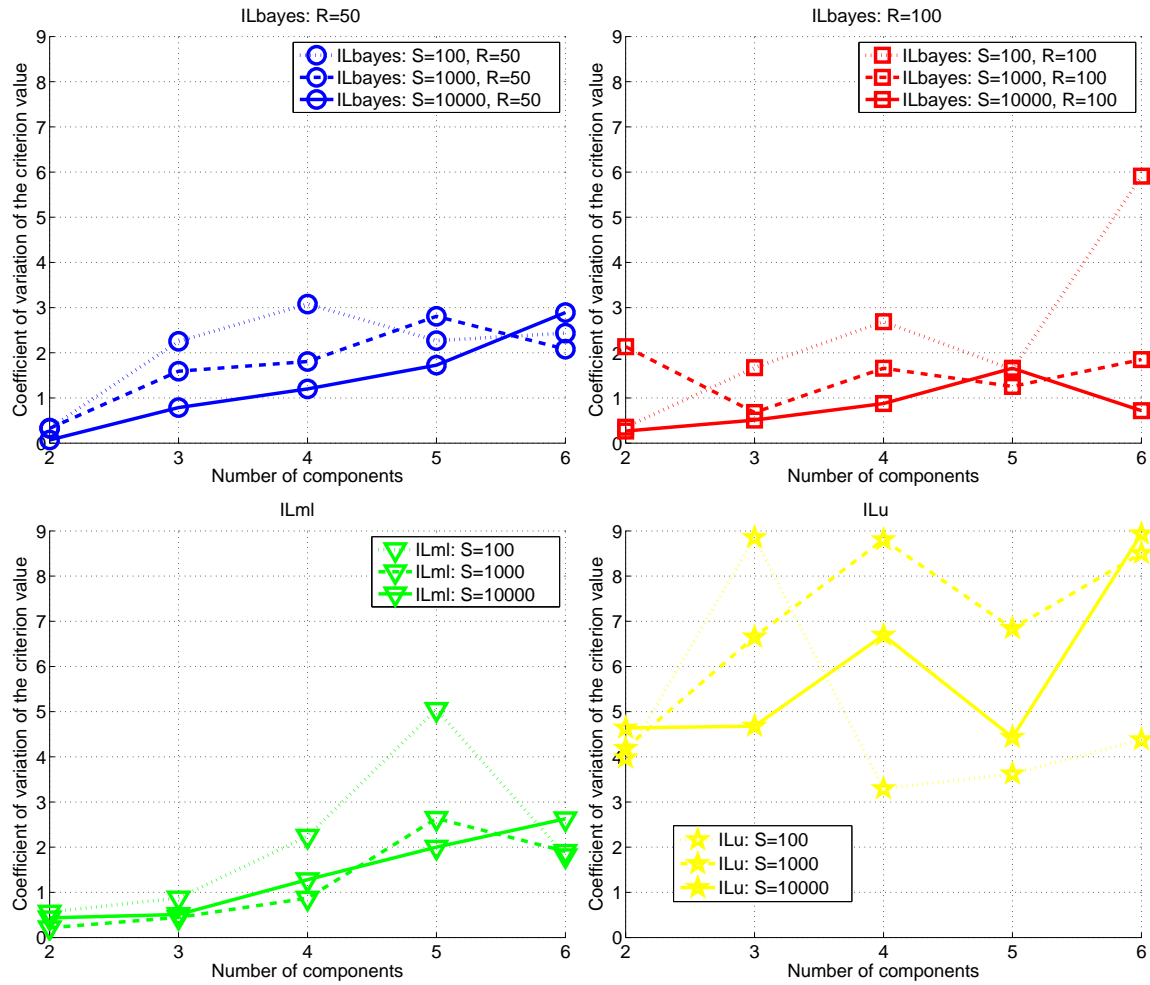 ILbayes: R=50
Coefficient of variation of the criterion value
9
8
7
6
5
4
3
2
1
0
ILbayes: S=100, R=50
ILbayes: S=1000, R=50
ILbayes: S=10000, R=50
2 3 4 5 6
Number of components
ILbayes: R=100
Coefficient of variation of the criterion value
9
8
7
6
5
4
3
2
1
0
ILbayes: S=100, R=100
ILbayes: S=1000, R=100
ILbayes: S=10000, R=100
2 3 4 5 6
Number of components
ILml
Coefficient of variation of the criterion value
9
8
7
6
5
4
3
2
1
0
ILml: S=100
ILml: S=1000
ILml: S=10000
2 3 4 5 6
Number of components
ILu
Coefficient of variation of the criterion value
9
8
7
6
5
4
3
2
1
0
ILu: S=100
ILu: S=1000
ILu: S=10000
2 3 4 5 6
Number of components